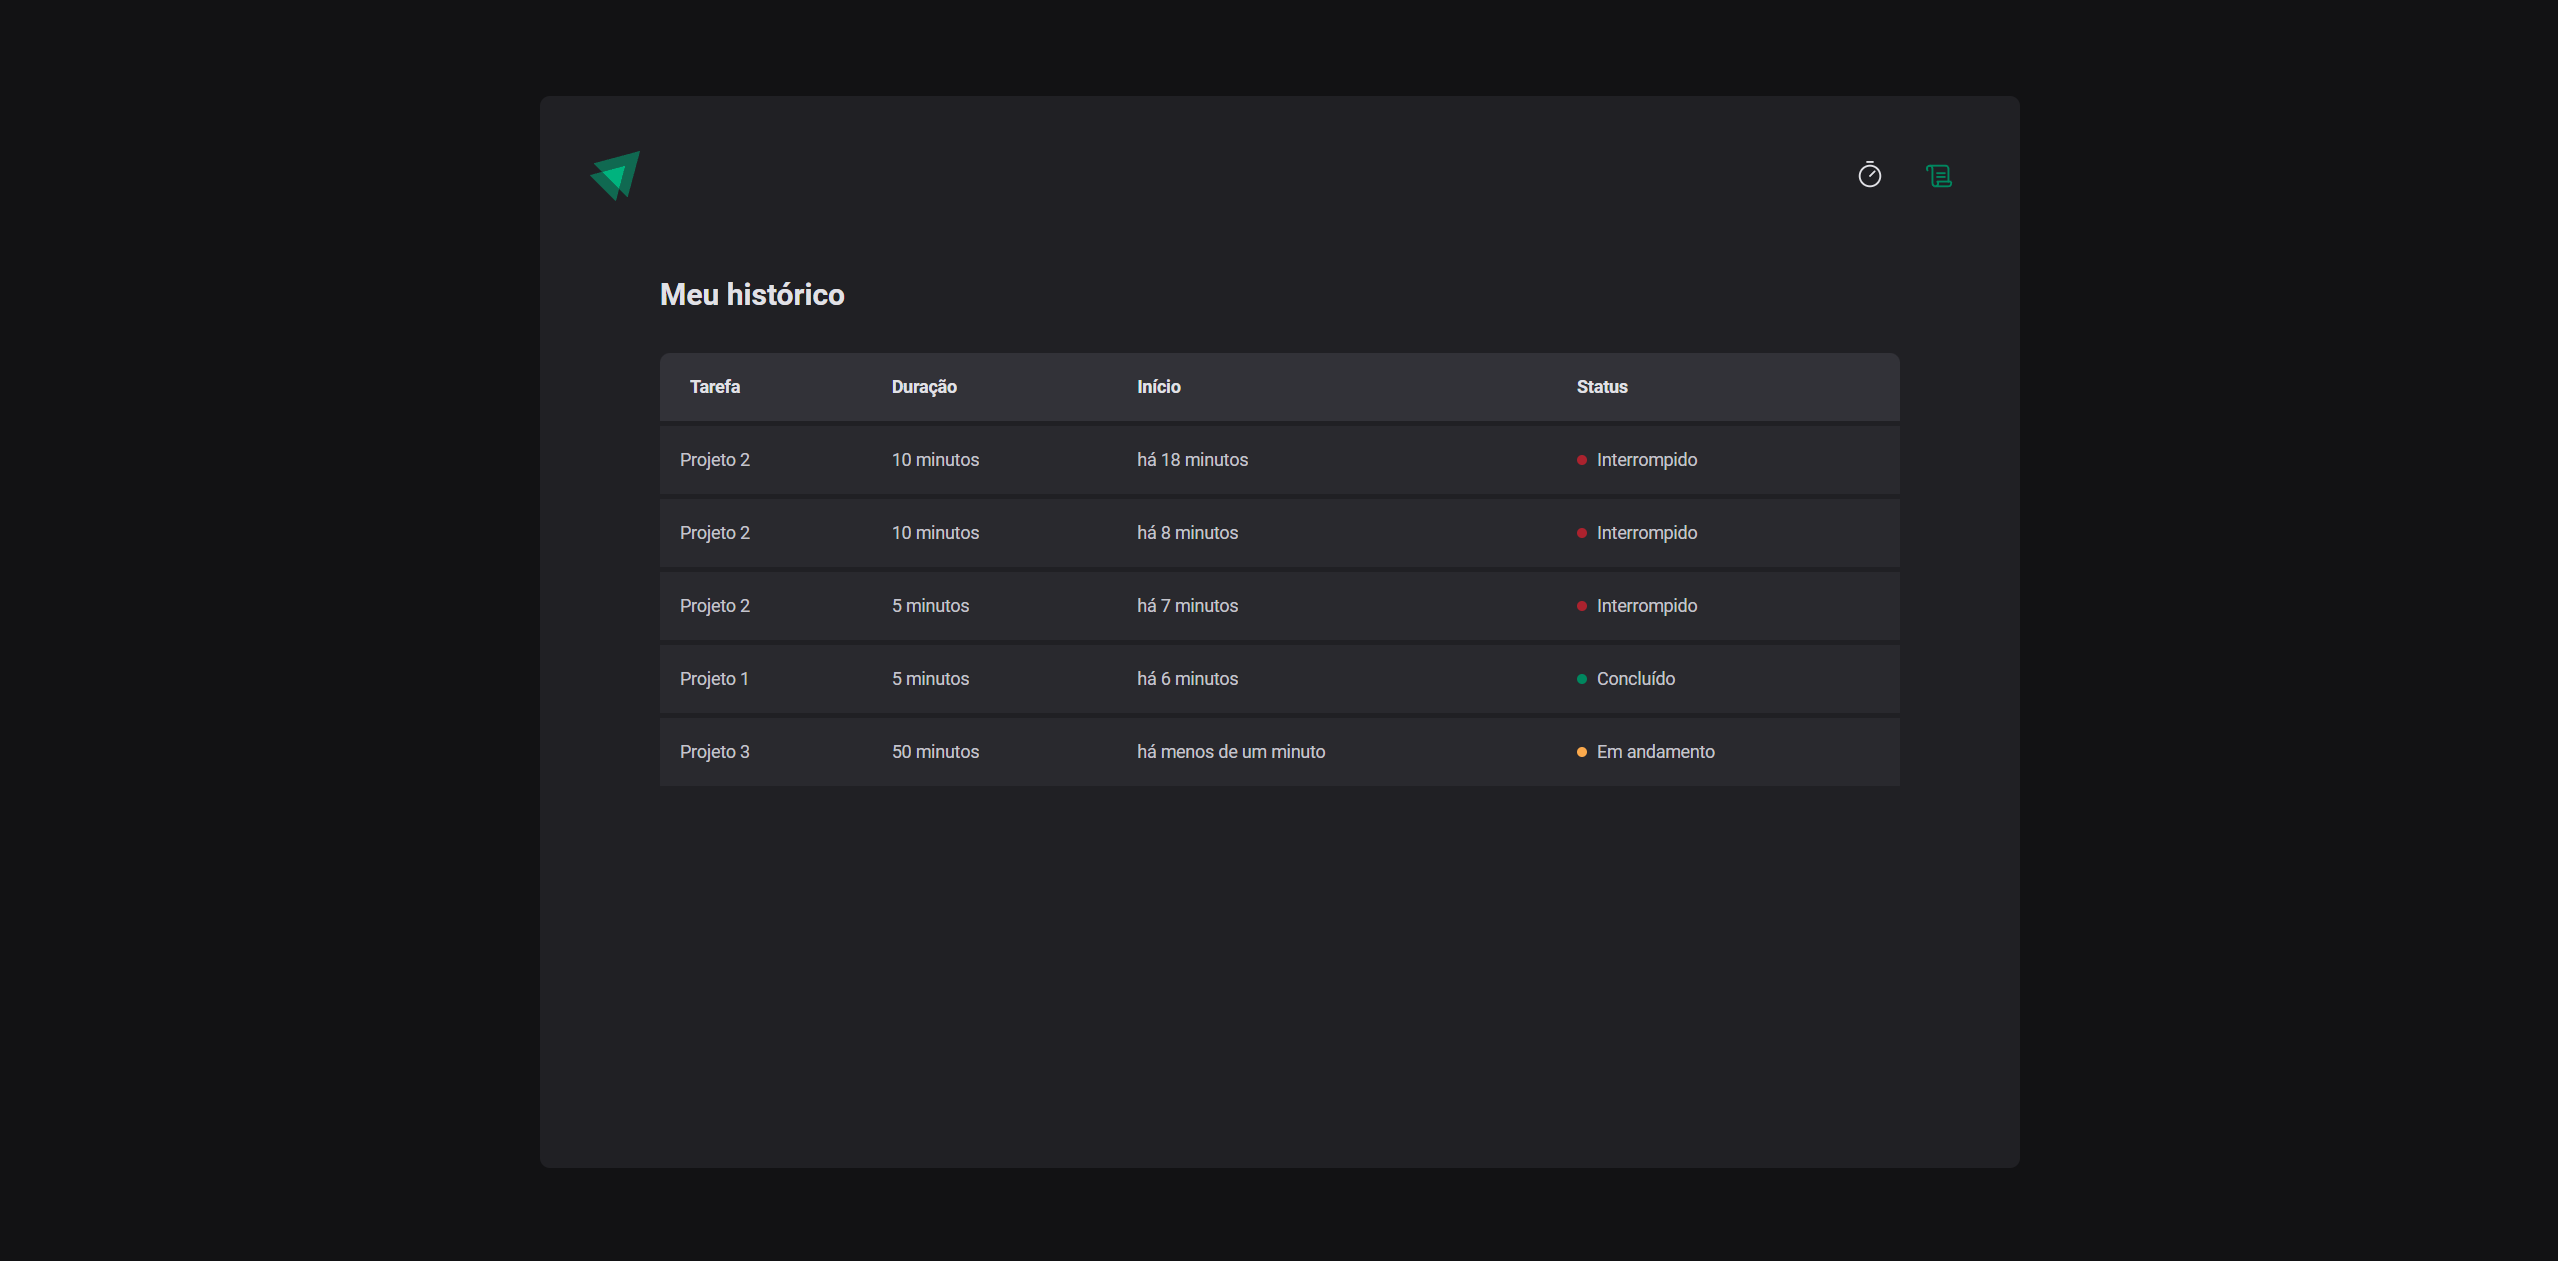 Meu histórico
Tarefa Duração Início Status
Projeto 2 10 minutos há 18 minutos Interrompido
Projeto 2 10 minutos há 8 minutos Interrompido
Projeto 2 5 minutos há 7 minutos Interrompido
Projeto 1 5 minutos há 6 minutos Concluído
Projeto 3 50 minutos há menos de um minuto Em andamento